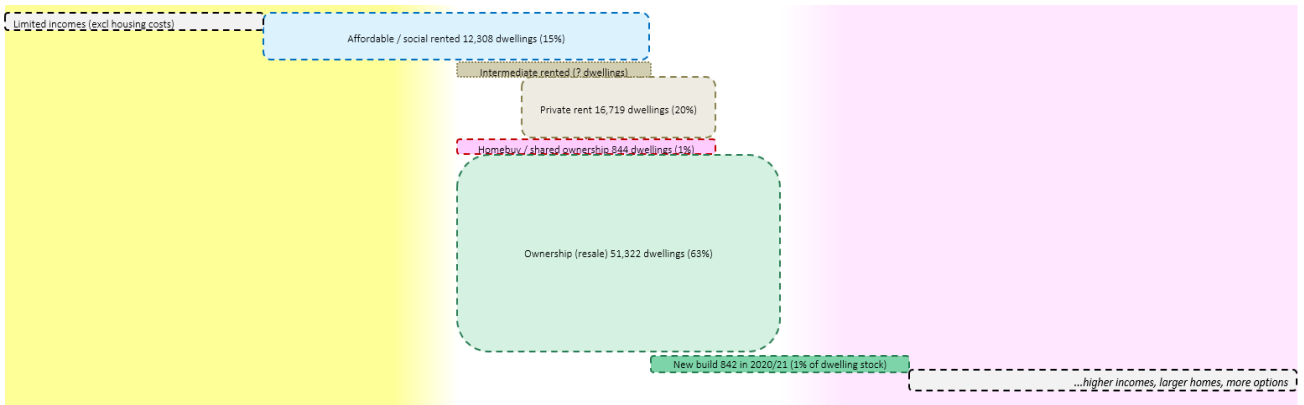 Limited incomes (excl housing costs)
Affordable / social rented 12,308 dwellings (15%)
Intermediate rented (? dwellings)
Private rent 16,719 dwellings (20%)
Homebuy / shared ownership 844 dwellings (1%)
Ownership (resale) 51,322 dwellings (63%)
New build 842 in 2020/21 (1% of dwelling stock)
...higher incomes, larger homes, more options